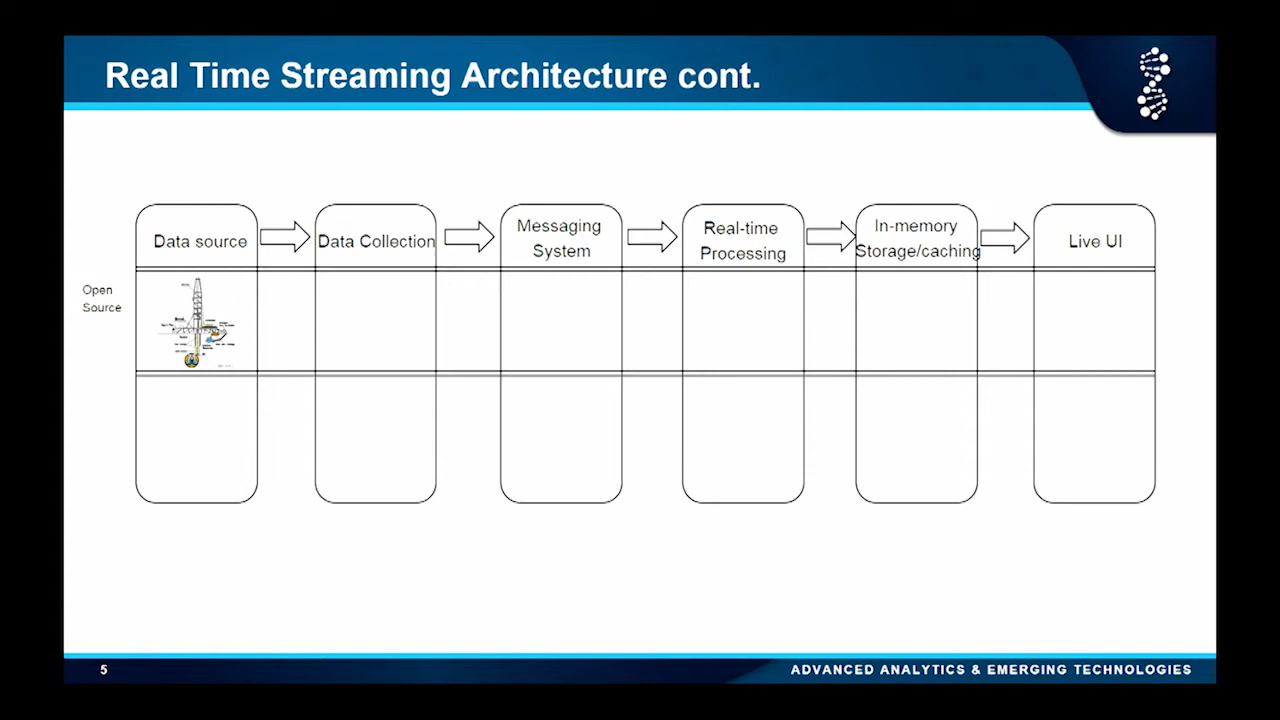 Real Time Streaming Architecture cont.
Data source
Data Collection
Messaging
System
Real-time
Processing
In-memory
Storage/caching
Live UI
Open
Source
5
ADVANCED ANALYTICS & EMERGING TECHNOLOGIES